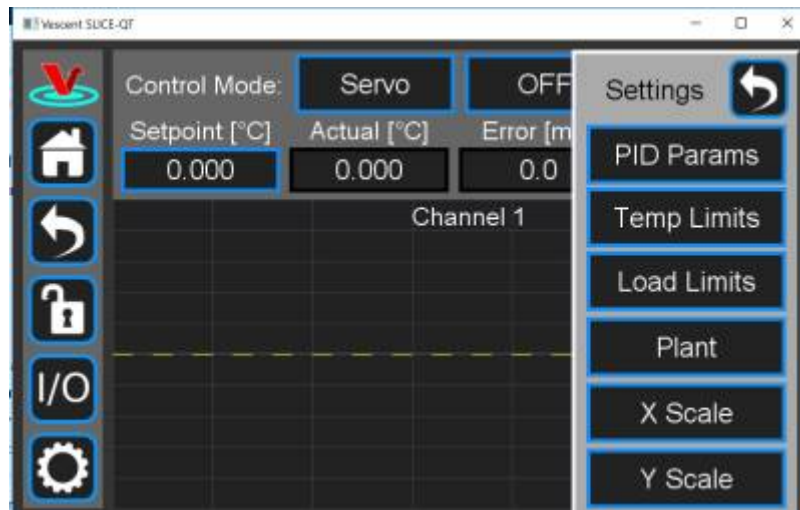 Vescent SLICE-QT
Control Mode: Servo OFF
Setpoint [°C] Actual [°C] Error [m
0.000 0.000 0.0
Channel 1
I/O
Settings
PID Params
Temp Limits
Load Limits
Plant
X Scale
Y Scale